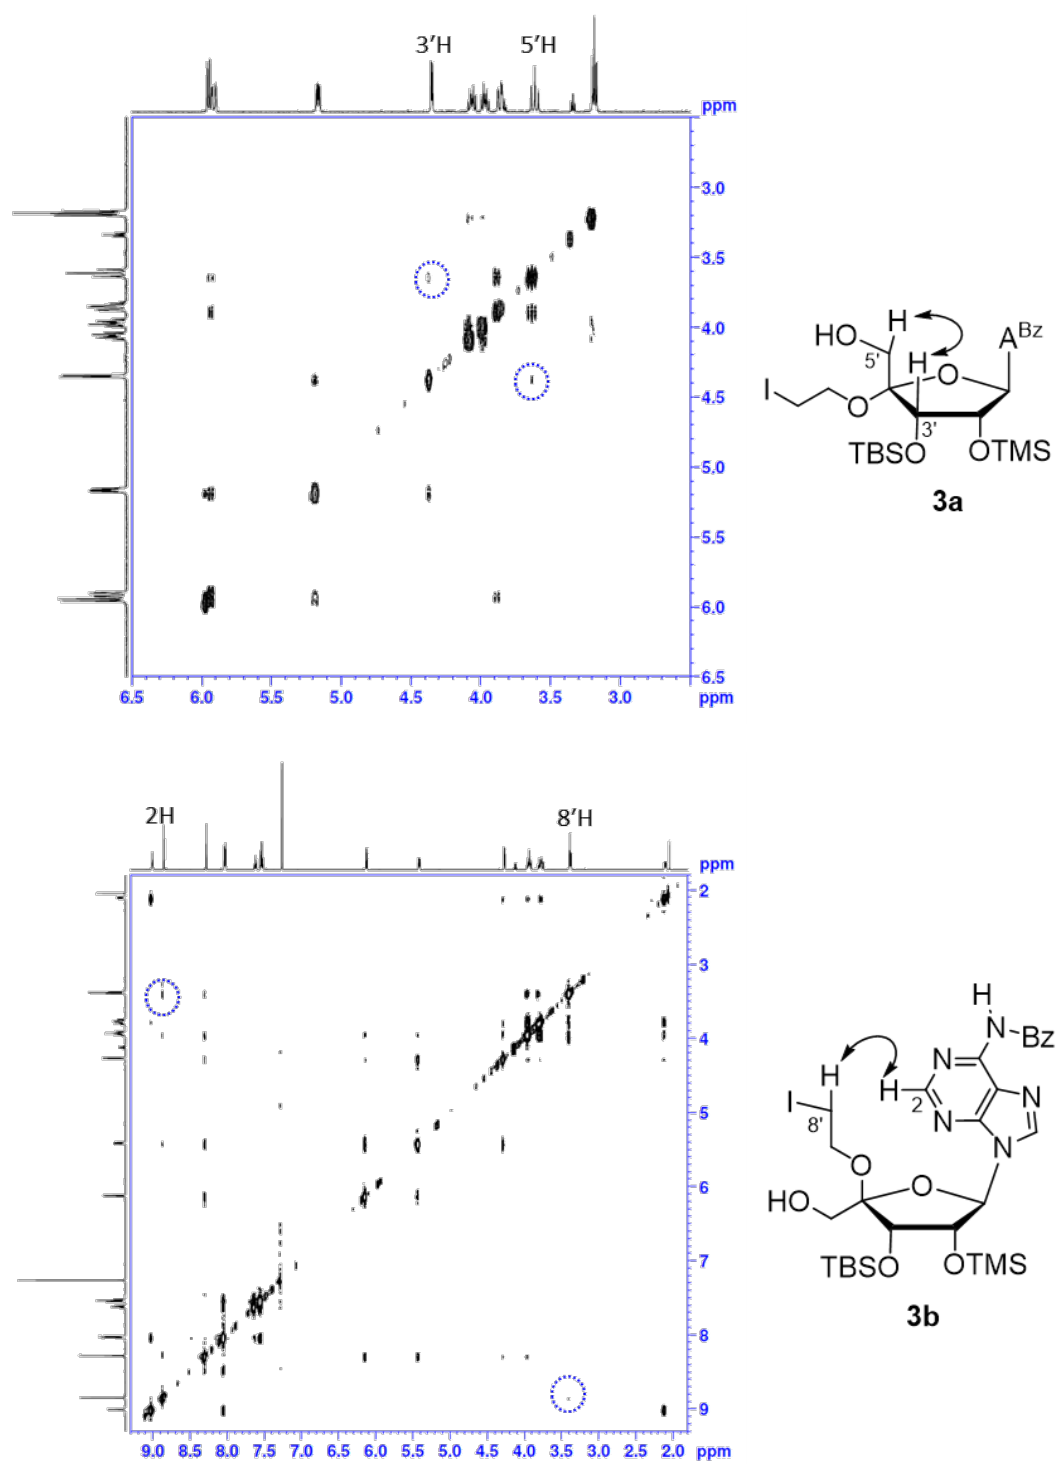 3'H 5'H
ppm
3.0
3.5
4.0
4.5
5.0
5.5
6.0
6.5
6.5 6.0 5.5 5.0 4.5 4.0 3.5 3.0 ppm
HO H A^Bz
5' H O
I O
3'
TBSO OTMS
3a
2H 8'H
ppm
2
3
4
5
6
7
8
9
9.0 8.5 8.0 7.5 7.0 6.5 6.0 5.5 5.0 4.5 4.0 3.5 3.0 2.5 2.0 ppm
H
N Bz
H N N
I H 2
8' N N
O
HO O
TBSO OTMS
3b